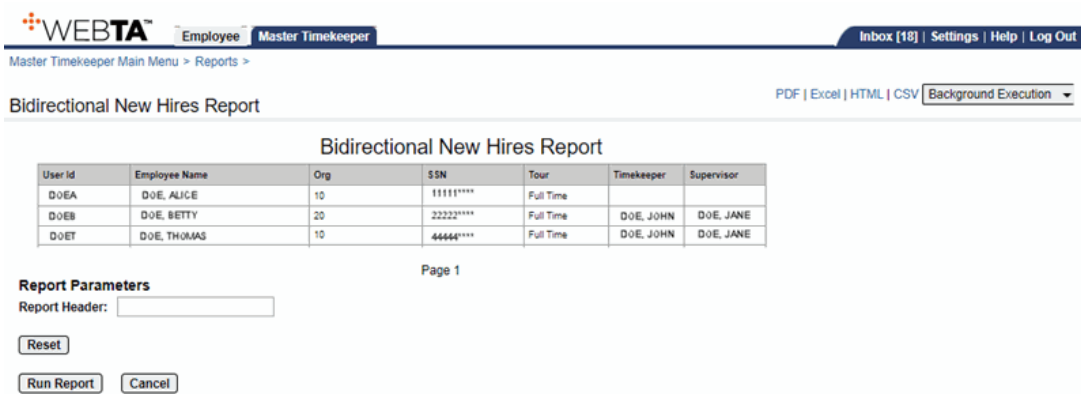 WEBTA™ Employee Master Timekeeper Inbox [18] | Settings | Help | Log Out
Master Timekeeper Main Menu > Reports >
Bidirectional New Hires Report PDF | Excel | HTML | CSV Background Execution
Bidirectional New Hires Report
User Id Employee Name Org SSN Tour Timekeeper Supervisor
DOEA DOE, ALICE 10 11111**** Full Time
DOEB DOE, BETTY 20 22222**** Full Time DOE, JOHN DOE, JANE
DOET DOE, THOMAS 10 44444**** Full Time DOE, JOHN DOE, JANE
Page 1
Report Parameters
Report Header:
Reset
Run Report Cancel